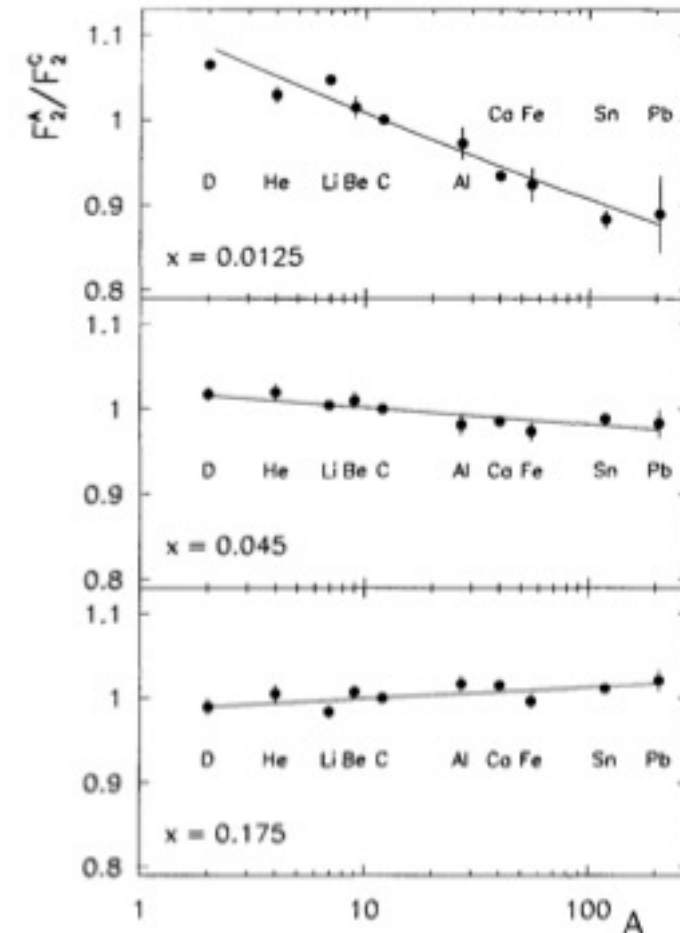 F₂ᴬ/F₂ꟲ
1.1
1
0.9
0.8
Ca Fe Sn Pb
D He Li Be C Al
x = 0.0125
1.1
1
0.9
0.8
D He Li Be C Al Ca Fe Sn Pb
x = 0.045
1.1
1
0.9
0.8
D He Li Be C Al Ca Fe Sn Pb
x = 0.175
1 10 100 A